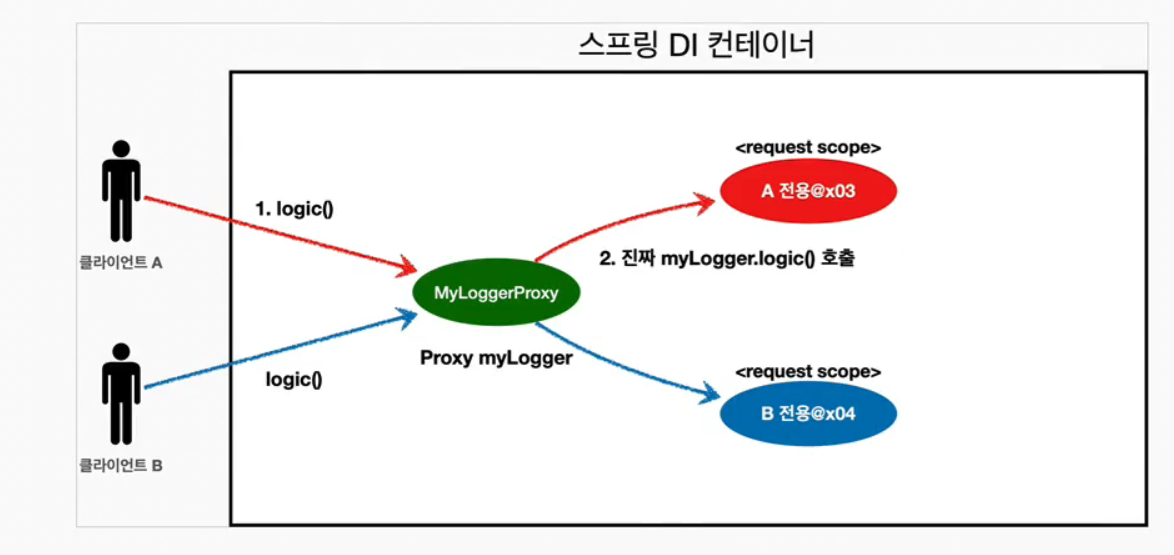 스프링 DI 컨테이너
<request scope>
A 전용@x03
1. logic()
클라이언트 A
2. 진짜 myLogger.logic() 호출
MyLoggerProxy
Proxy myLogger
logic()
<request scope>
B 전용@x04
클라이언트 B